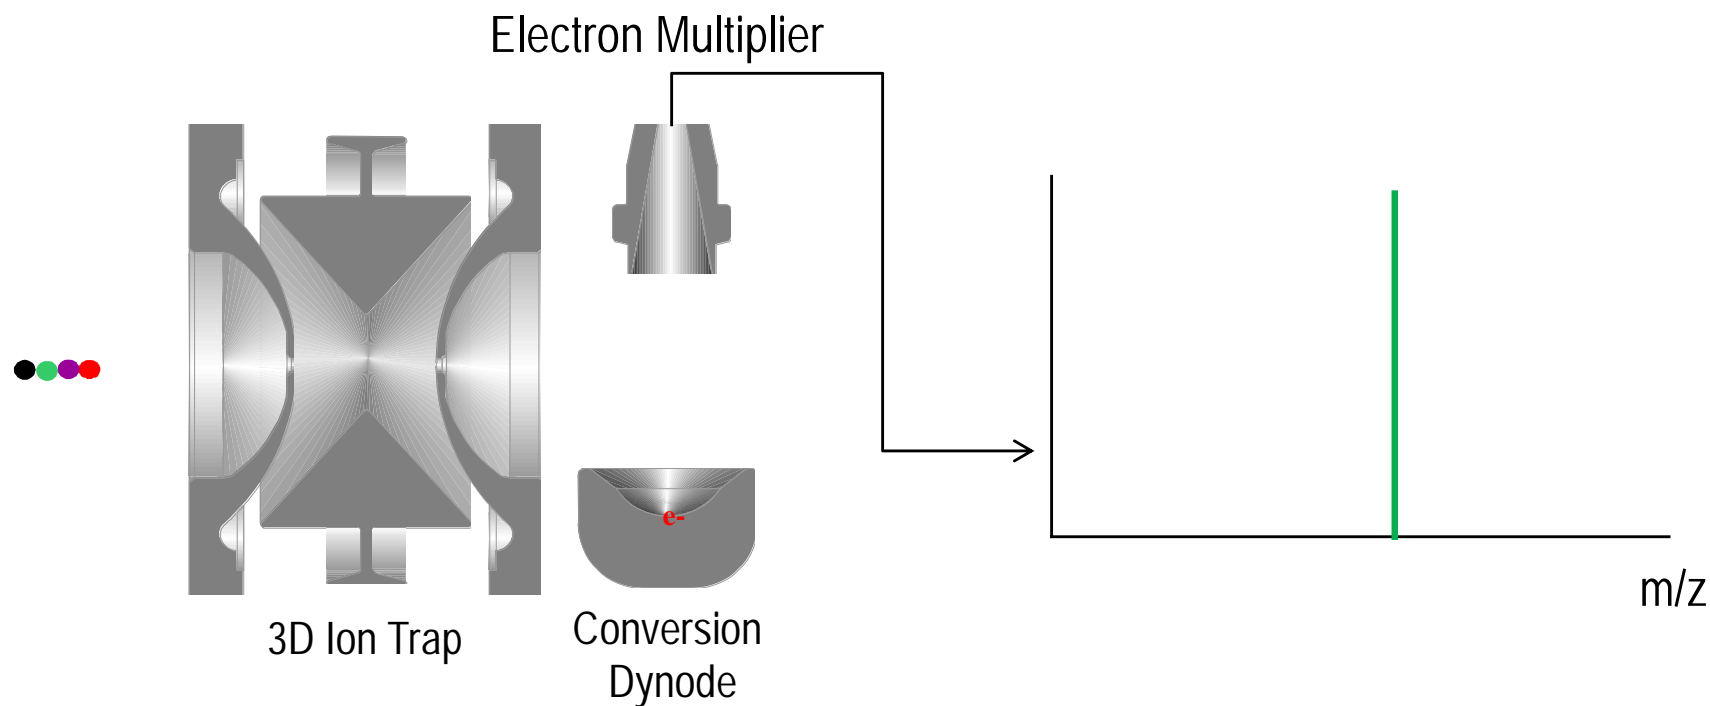 Electron Multiplier
e-
3D Ion Trap
Conversion
Dynode
m/z